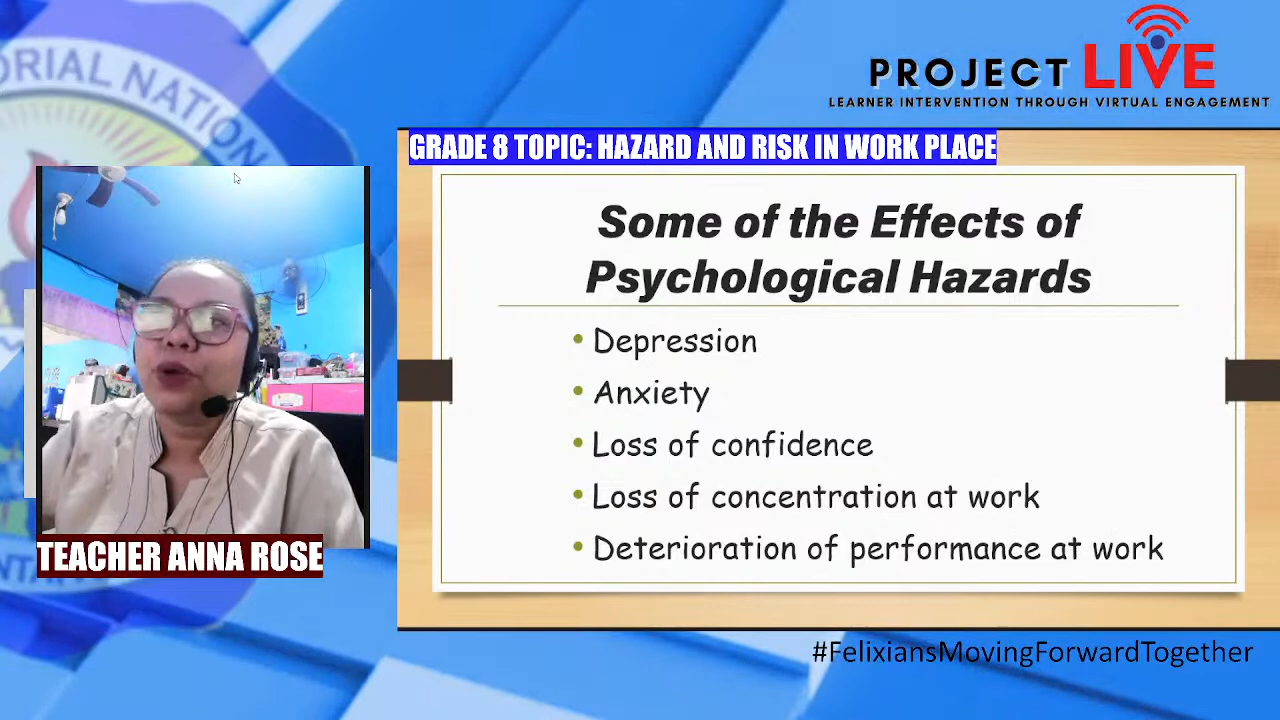 PROJECT LIVE
LEARNER INTERVENTION THROUGH VIRTUAL ENGAGEMENT
ORIAL NATION
GRADE 8 TOPIC: HAZARD AND RISK IN WORK PLACE
Some of the Effects of
Psychological Hazards
• Depression
• Anxiety
• Loss of confidence
• Loss of concentration at work
• Deterioration of performance at work
TEACHER ANNA ROSE
#FelixiansMovingForwardTogether